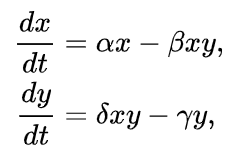 dx/dt = αx − βxy,
dy/dt = δxy − γy,